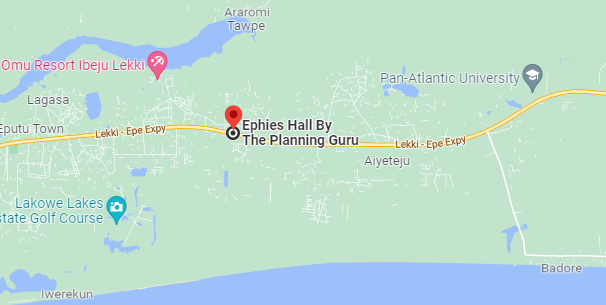 Araromi
Tawpe
Omu Resort Ibeju Lekki
Pan-Atlantic University
Lagasa
Eputu Town
Lekki - Epe Expy
Ephies Hall By
The Planning Guru
Lekki - Epe Expy
Aiyeteju
Lakowe Lakes
state Golf Course
Badore
Iwerekun